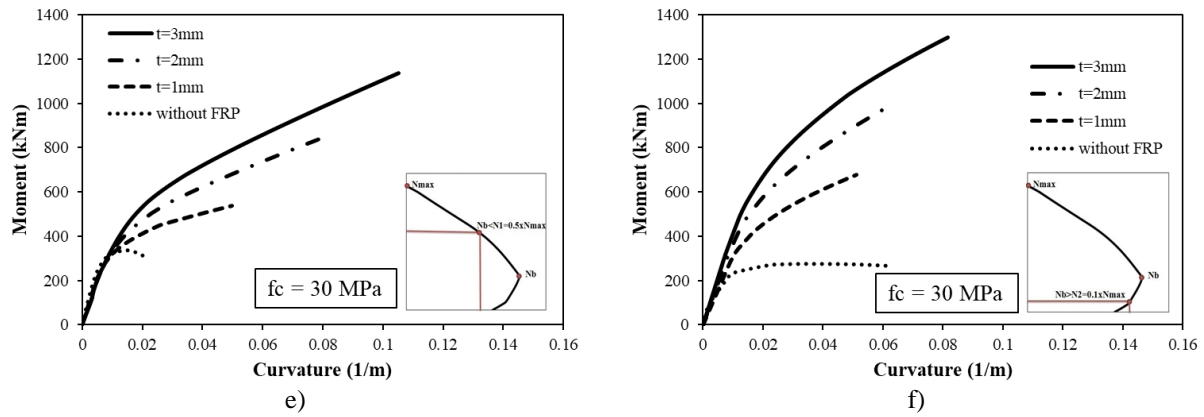 1400
1200
1000
800
600
400
200
0
Moment (kNm)
t=3mm
t=2mm
t=1mm
without FRP
Nmax
Nb<N1=0.5xNmax
Nb
fc = 30 MPa
0 0.02 0.04 0.06 0.08 0.1 0.12 0.14 0.16
Curvature (1/m)
e)
1400
1200
1000
800
600
400
200
0
Moment (kNm)
t=3mm
t=2mm
t=1mm
without FRP
Nmax
Nb
Nb>N2=0.1xNmax
fc = 30 MPa
0 0.02 0.04 0.06 0.08 0.1 0.12 0.14 0.16
Curvature (1/m)
f)